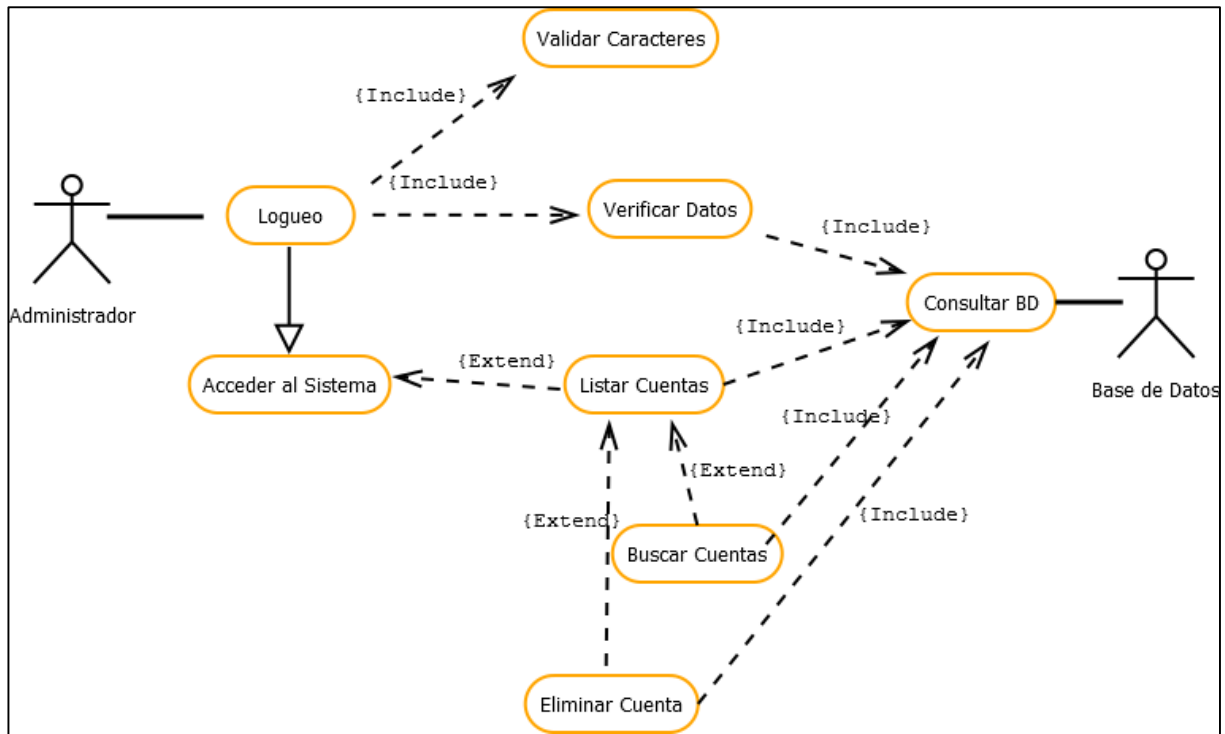 Validar Caracteres
{Include}
{Include}
Logueo
Verificar Datos
{Include}
Administrador
Consultar BD
{Include}
{Extend}
Acceder al Sistema
Listar Cuentas
Base de Datos
{Include}
{Extend}
{Extend}
{Include}
Buscar Cuentas
Eliminar Cuenta